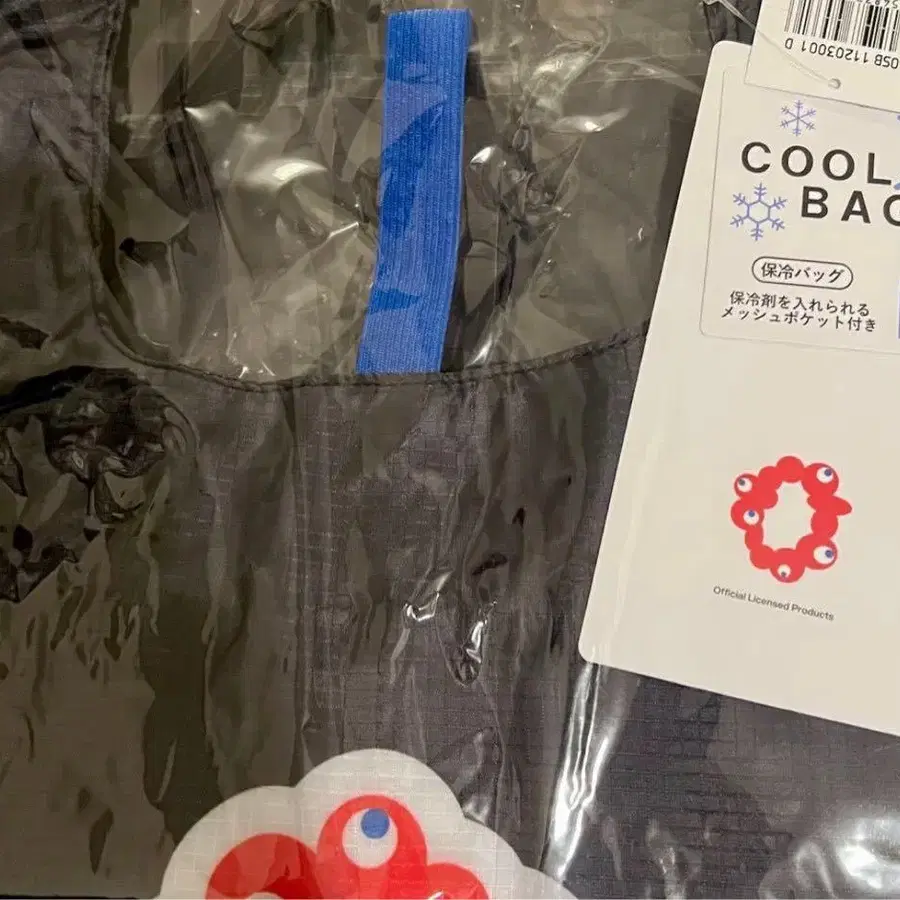 0SB 11203001 D
COOL
BAG
保冷バッグ
保冷剤を入れられる
メッシュポケット付き
Official Licensed Products